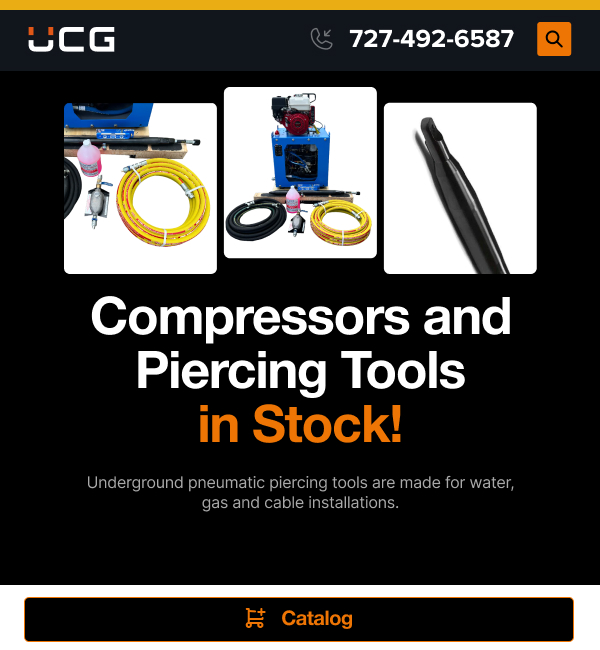 UCG
727-492-6587
Compressors and
Piercing Tools
in Stock!
Underground pneumatic piercing tools are made for water,
gas and cable installations.
Catalog